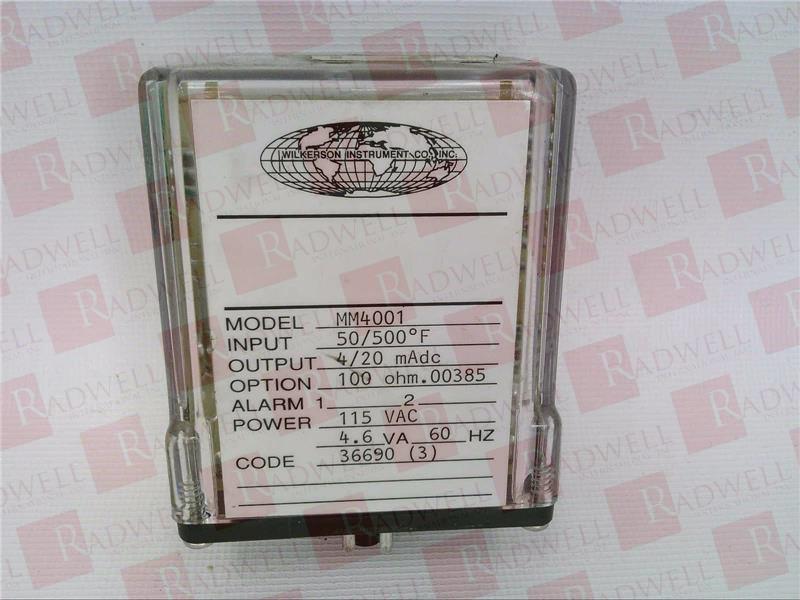 WILKERSON INSTRUMENT CO., INC.
MODEL MM4001
INPUT 50/500°F
OUTPUT 4/20 mAdc
OPTION 100 ohm.00385
ALARM 1 2
POWER 115 VAC
4.6 VA 60 HZ
CODE 36690 (3)
RADWELL